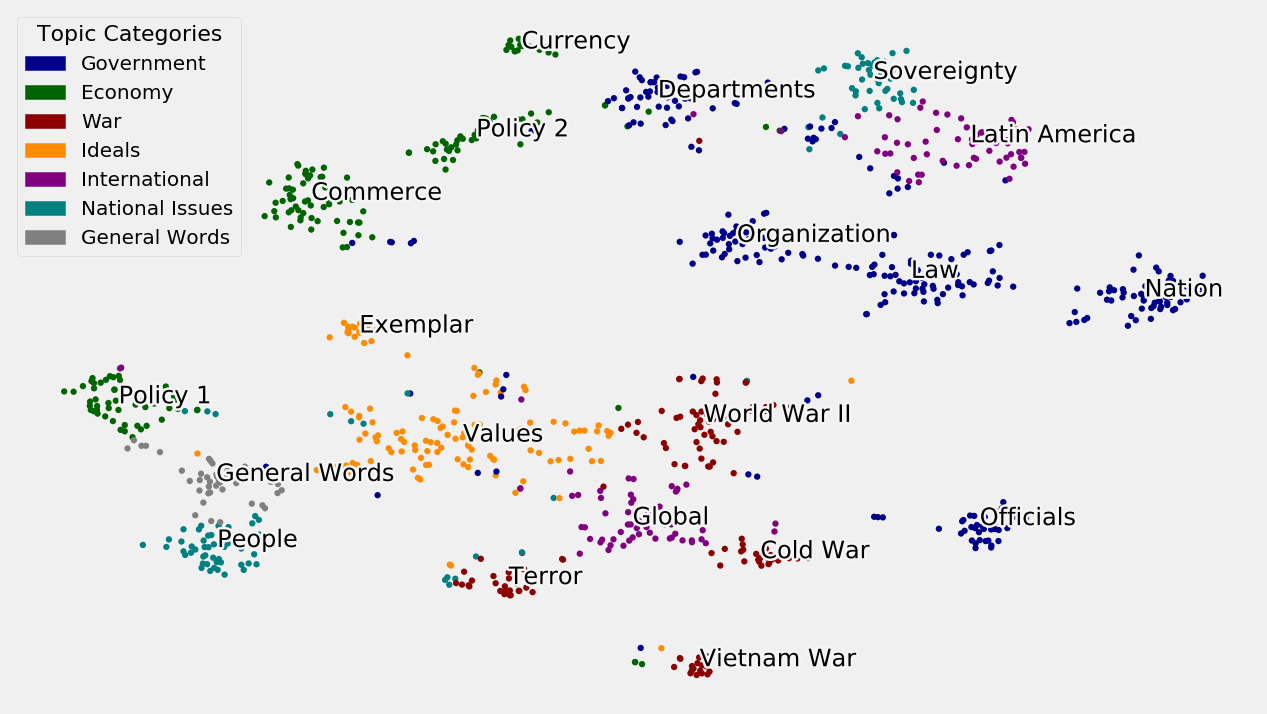 Topic Categories
Government
Economy
War
Ideals
International
National Issues
General Words
Currency
Sovereignty
Departments
Policy 2
Latin America
Commerce
Organization
Law
Nation
Exemplar
Policy 1
World War II
Values
General Words
Global
Officials
People
Cold War
Terror
Vietnam War